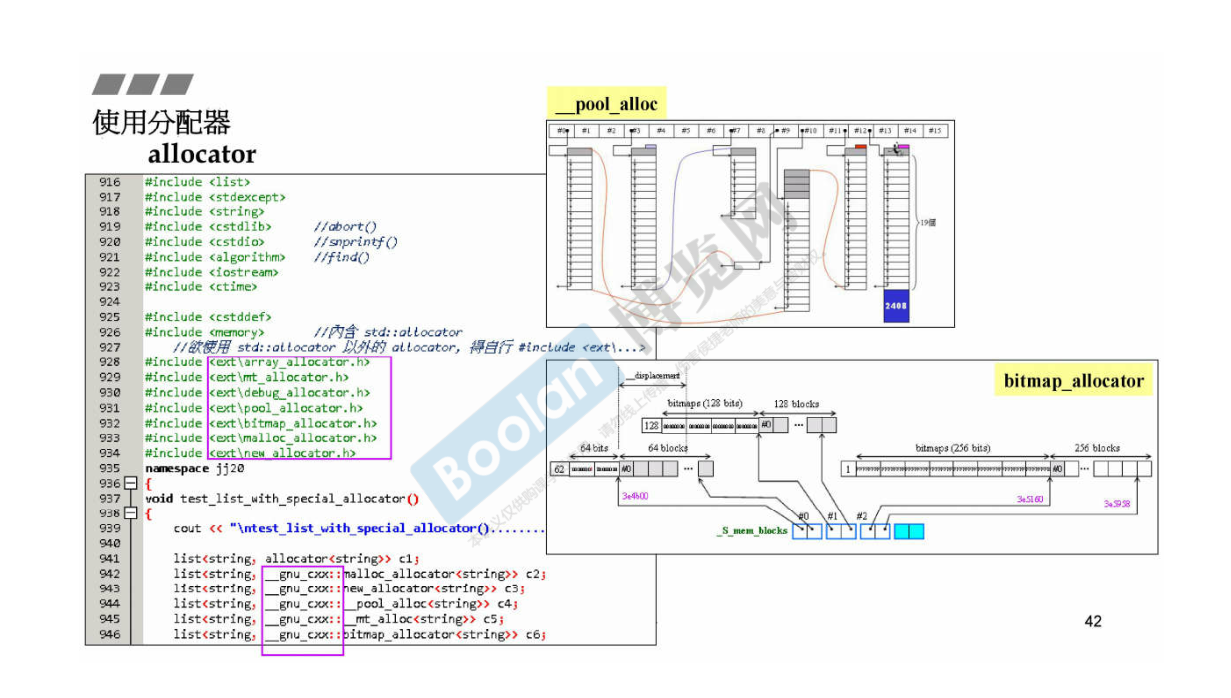 使用分配器
allocator
916 #include <list>
917 #include <stdexcept>
918 #include <string>
919 #include <cstdlib> //abort()
920 #include <cstdio> //snprintf()
921 #include <algorithm> //find()
922 #include <iostream>
923 #include <ctime>
924
925 #include <cstddef>
926 #include <memory> //內含 std::allocator
927 //欲使用 std::allocator 以外的 allocator, 得自行 #include <ext\...>
928 #include <ext\array_allocator.h>
929 #include <ext\mt_allocator.h>
930 #include <ext\debug_allocator.h>
931 #include <ext\pool_allocator.h>
932 #include <ext\bitmap_allocator.h>
933 #include <ext\malloc_allocator.h>
934 #include <ext\new_allocator.h>
935 namespace jj20
936 {
937 void test_list_with_special_allocator()
938 {
939 cout << "\ntest_list_with_special_allocator()..........
940
941 list<string, allocator<string>> c1;
942 list<string, __gnu_cxx::malloc_allocator<string>> c2;
943 list<string, __gnu_cxx::new_allocator<string>> c3;
944 list<string, __gnu_cxx::__pool_alloc<string>> c4;
945 list<string, __gnu_cxx::__mt_alloc<string>> c5;
946 list<string, __gnu_cxx::bitmap_allocator<string>> c6;
__pool_alloc
#0 #1 #2 #3 #4 #5 #6 #7 #8 #9 #10 #11 #12 #13 #14 #15
19個
2408
bitmap_allocator
__displacement
bitmaps (128 bits) 128 blocks
128 #0 ...
64 bits 64 blocks bitmaps (256 bits) 256 blocks
62 #0 ... 1 #0 ...
3e4b00 3e5160 3e5958
#0 #1 #2
_S_mem_blocks
Boolan 博览网
42